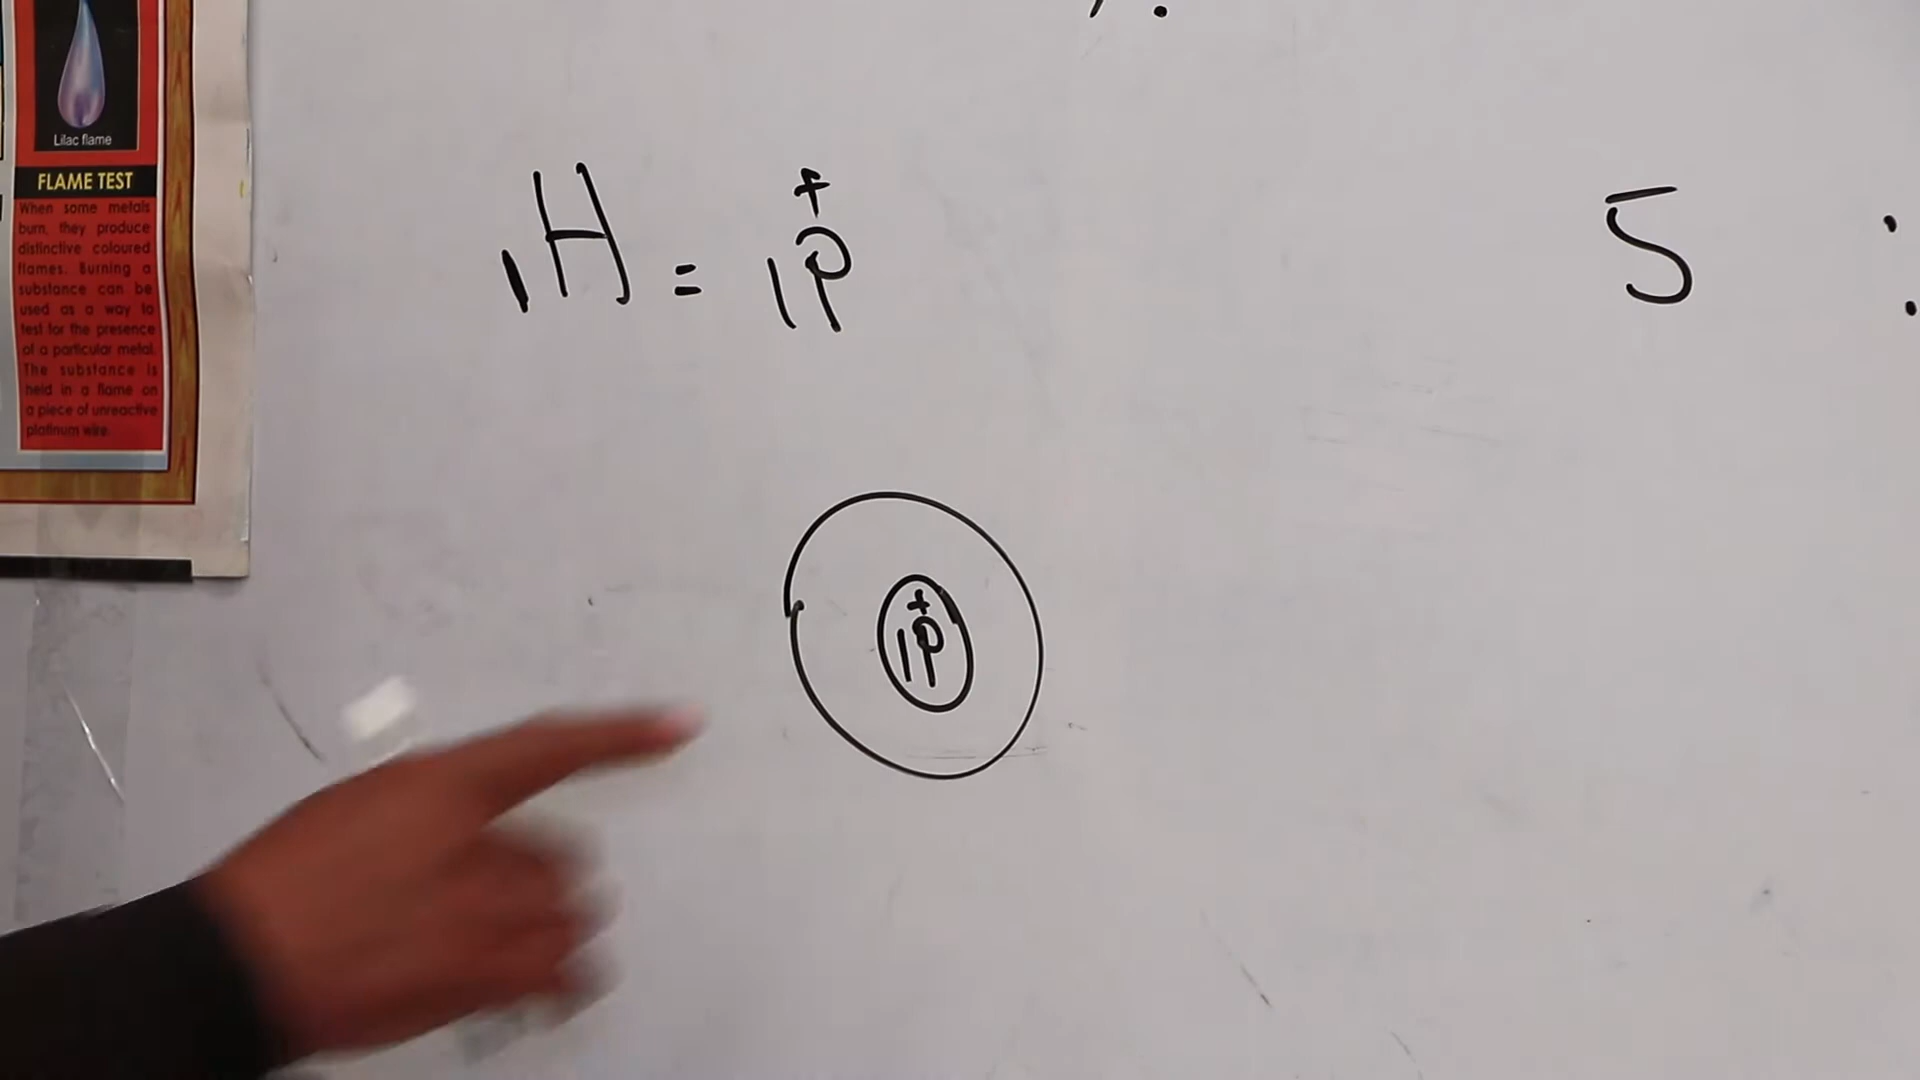 Lilac flame
FLAME TEST
When some metals
burn, they produce
distinctive coloured
flames. Burning a
substance can be
used as a way to
test for the presence
of a particular metal.
The substance is
held in a flame on
a piece of unreactive
platinum wire.
₁H = 1P⁺
5 :
1P⁺